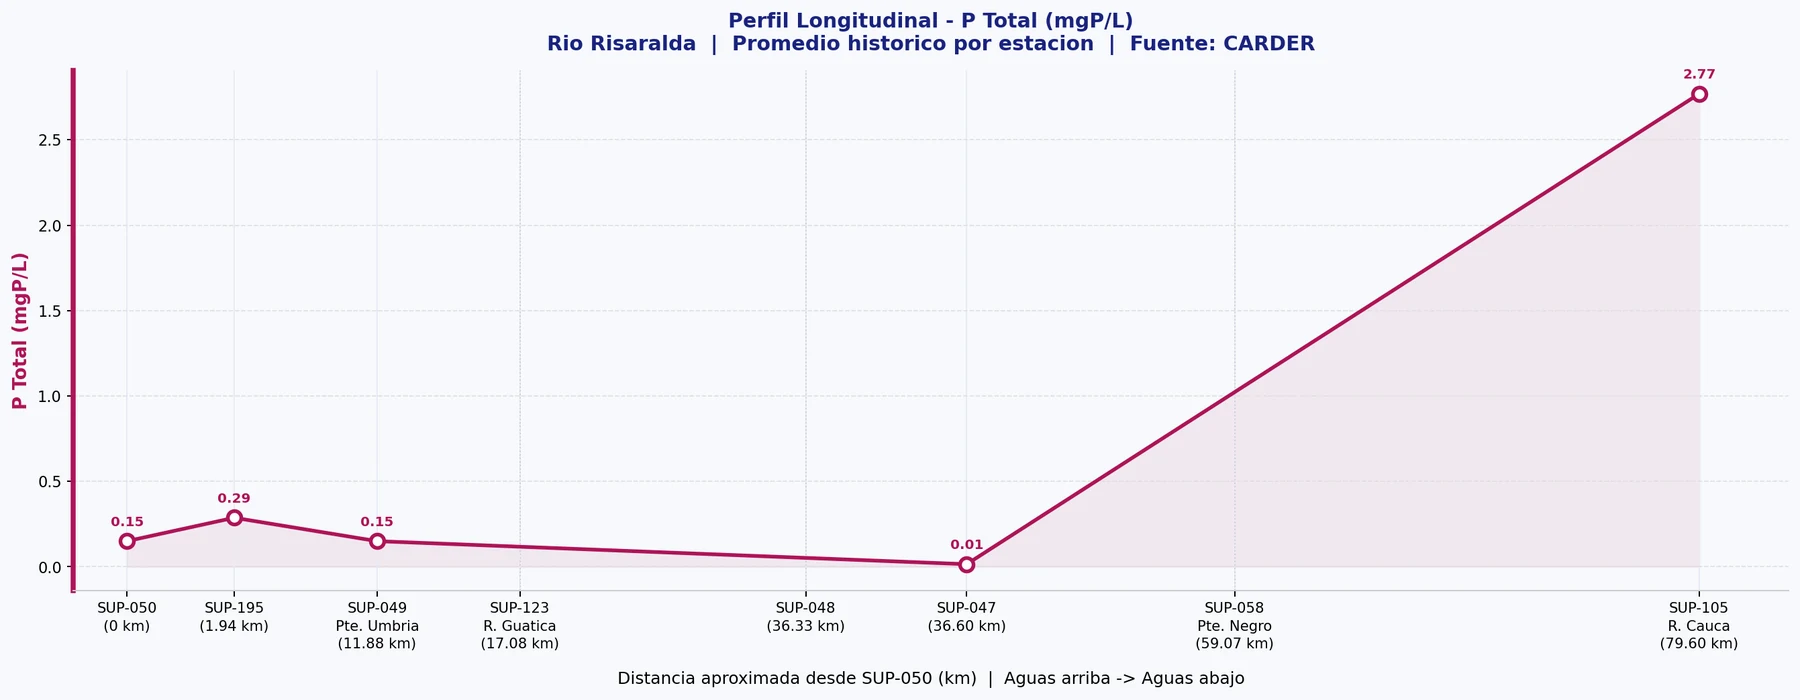 Perfil Longitudinal - P Total (mgP/L)
Rio Risaralda | Promedio historico por estacion | Fuente: CARDER
P Total (mgP/L)
2.5
2.0
1.5
1.0
0.5
0.0
0.15
0.29
0.15
0.01
2.77
SUP-050
(0 km)
SUP-195
(1.94 km)
SUP-049
Pte. Umbria
(11.88 km)
SUP-123
R. Guatica
(17.08 km)
SUP-048
(36.33 km)
SUP-047
(36.60 km)
SUP-058
Pte. Negro
(59.07 km)
SUP-105
R. Cauca
(79.60 km)
Distancia aproximada desde SUP-050 (km) | Aguas arriba -> Aguas abajo